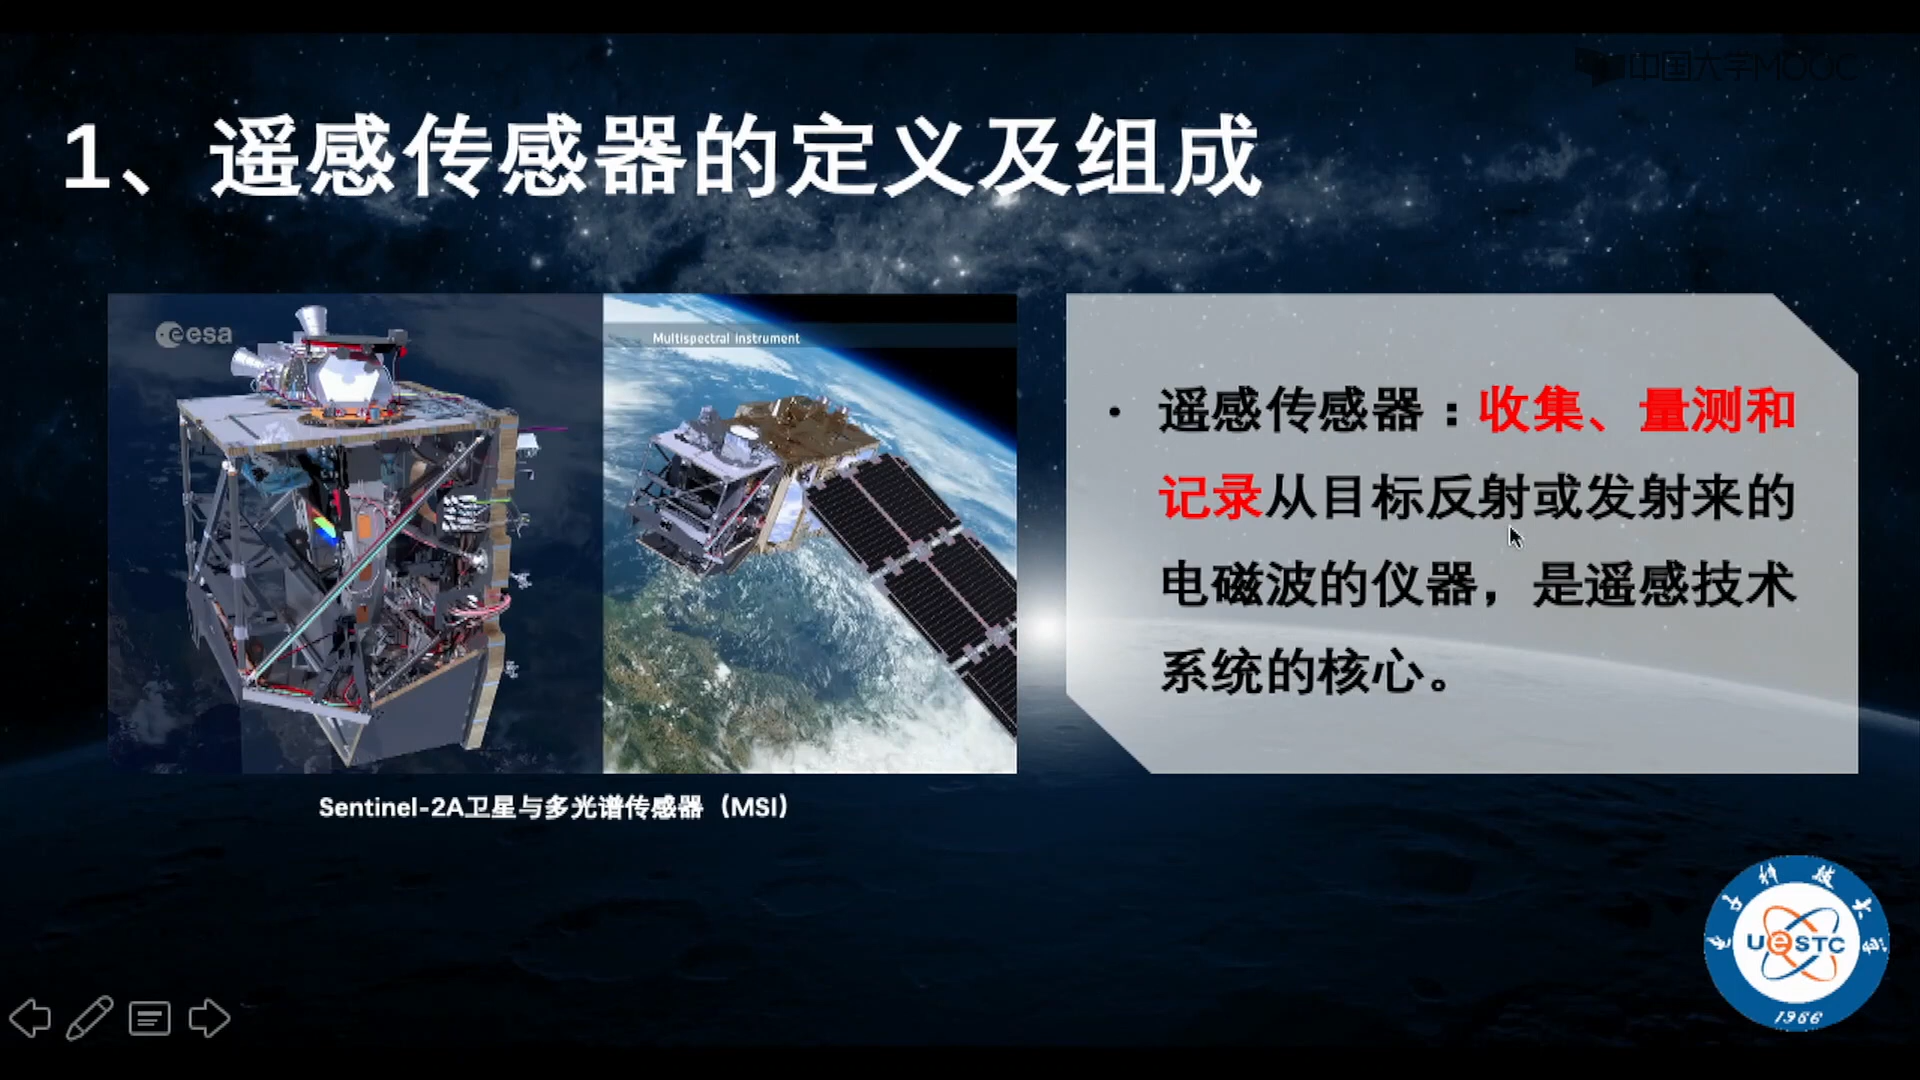 中国大学MOOC
1、遥感传感器的定义及组成
eesa
Multispectral instrument
• 遥感传感器：收集、量测和
记录从目标反射或发射来的
电磁波的仪器，是遥感技术
系统的核心。
Sentinel-2A卫星与多光谱传感器（MSI）
UESTC
1966